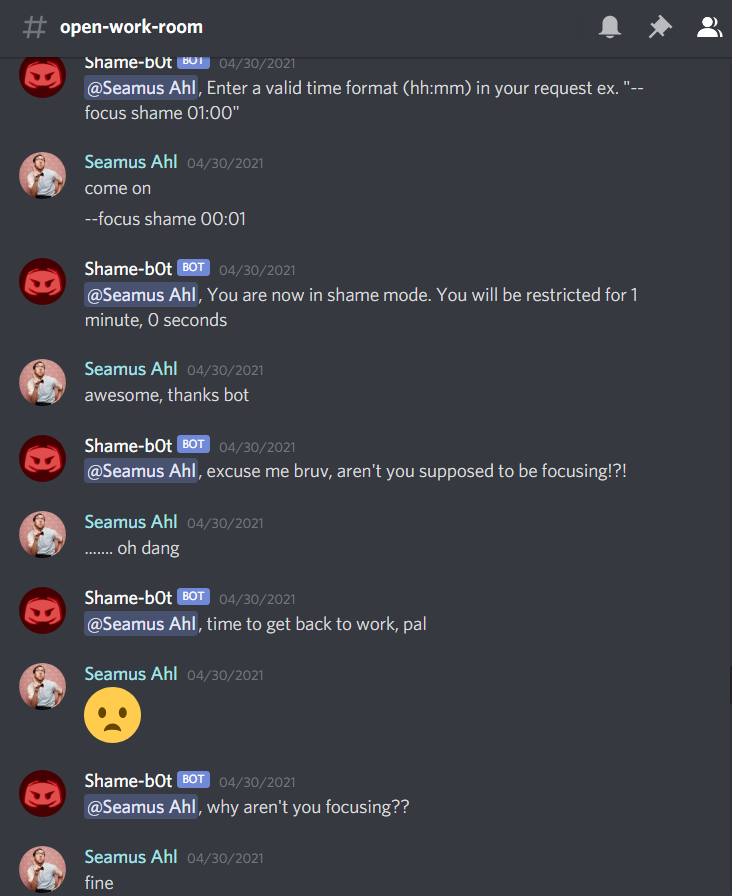 # open-work-room
Shame-b0t BOT 04/30/2021
@Seamus Ahl, Enter a valid time format (hh:mm) in your request ex. "--
focus shame 01:00"
Seamus Ahl 04/30/2021
come on
--focus shame 00:01
Shame-b0t BOT 04/30/2021
@Seamus Ahl, You are now in shame mode. You will be restricted for 1
minute, 0 seconds
Seamus Ahl 04/30/2021
awesome, thanks bot
Shame-b0t BOT 04/30/2021
@Seamus Ahl, excuse me bruv, aren't you supposed to be focusing!?!
Seamus Ahl 04/30/2021
....... oh dang
Shame-b0t BOT 04/30/2021
@Seamus Ahl, time to get back to work, pal
Seamus Ahl 04/30/2021
Shame-b0t BOT 04/30/2021
@Seamus Ahl, why aren't you focusing??
Seamus Ahl 04/30/2021
fine